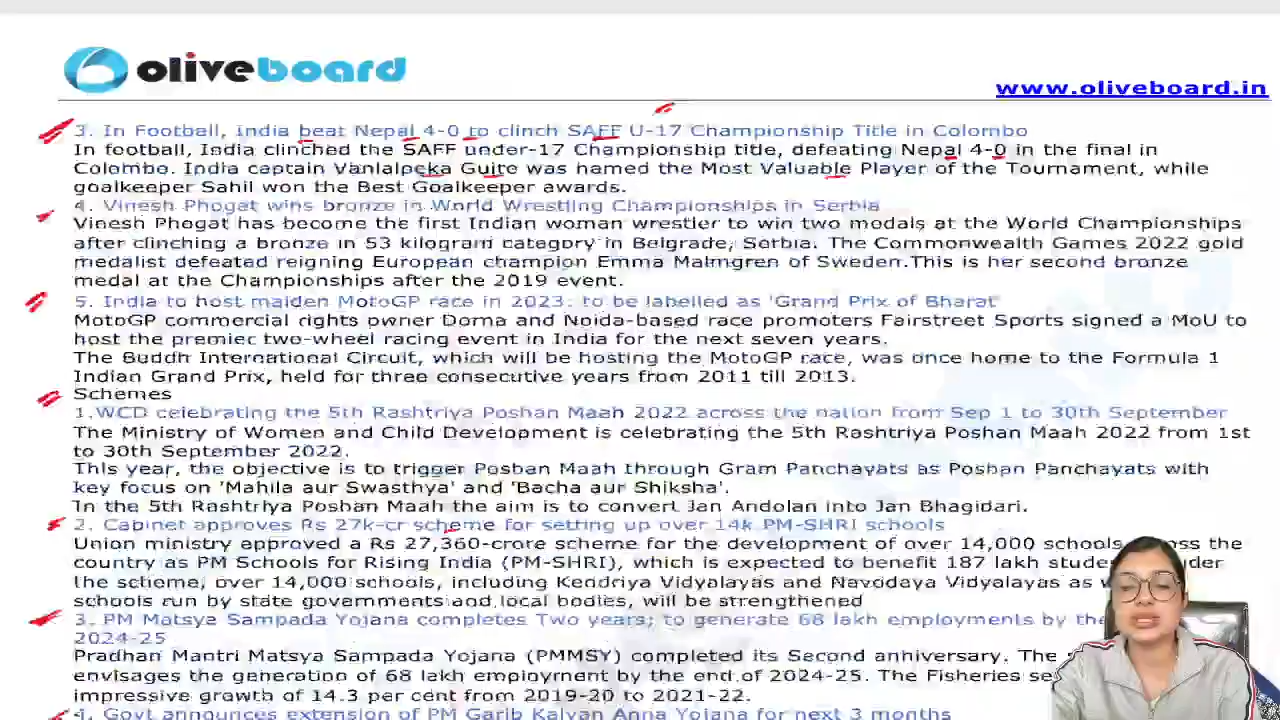 oliveboard
www.oliveboard.in
3. In Football, India beat Nepal 4-0 to clinch SAFF U-17 Championship Title in Colombo
In football, India clinched the SAFF under-17 Championship title, defeating Nepal 4-0 in the final in
Colombo. India captain Vanlalpeka Guite was named the Most Valuable Player of the Tournament, while
goalkeeper Sahil won the Best Goalkeeper awards.
4. Vinesh Phogat wins bronze in World Wrestling Championships in Serbia
Vinesh Phogat has become the first Indian woman wrestler to win two medals at the World Championships
after clinching a bronze in 53 kilogram category in Belgrade, Serbia. The Commonwealth Games 2022 gold
medalist defeated reigning European champion Emma Malmgren of Sweden.This is her second bronze
medal at the Championships after the 2019 event.
5. India to host maiden MotoGP race in 2023: to be labelled as 'Grand Prix of Bharat'
MotoGP commercial rights owner Dorna and Noida-based race promoters Fairstreet Sports signed a MoU to
host the premier two-wheel racing event in India for the next seven years.
The Buddh International Circuit, which will be hosting the MotoGP race, was once home to the Formula 1
Indian Grand Prix, held for three consecutive years from 2011 till 2013.
Schemes
1.WCD celebrating the 5th Rashtriya Poshan Maah 2022 across the nation from Sep 1 to 30th September
The Ministry of Women and Child Development is celebrating the 5th Rashtriya Poshan Maah 2022 from 1st
to 30th September 2022.
This year, the objective is to trigger Poshan Maah through Gram Panchayats as Poshan Panchayats with
key focus on 'Mahila aur Swasthya' and 'Bacha aur Shiksha'.
In the 5th Rashtriya Poshan Maah the aim is to convert Jan Andolan into Jan Bhagidari.
2. Cabinet approves Rs 27k-cr scheme for setting up over 14k PM-SHRI schools
Union ministry approved a Rs 27,360-crore scheme for the development of over 14,000 schools the
country as PM Schools for Rising India (PM-SHRI), which is expected to benefit 187 lakh
the scheme, over 14,000 schools, including Kendriya Vidyalayas and Navodaya Vidyalayas as
schools run by state governments and local bodies, will be strengthened
3. PM Matsya Sampada Yojana completes Two years; to generate 68 lakh employments by the
2024-25
Pradhan Mantri Matsya Sampada Yojana (PMMSY) completed its Second anniversary. The
envisages the generation of 68 lakh employment by the end of 2024-25. The Fisheries
impressive growth of 14.3 per cent from 2019-20 to 2021-22.
4. Govt announces extension of PM Garib Kalyan Anna Yojana for next 3 months